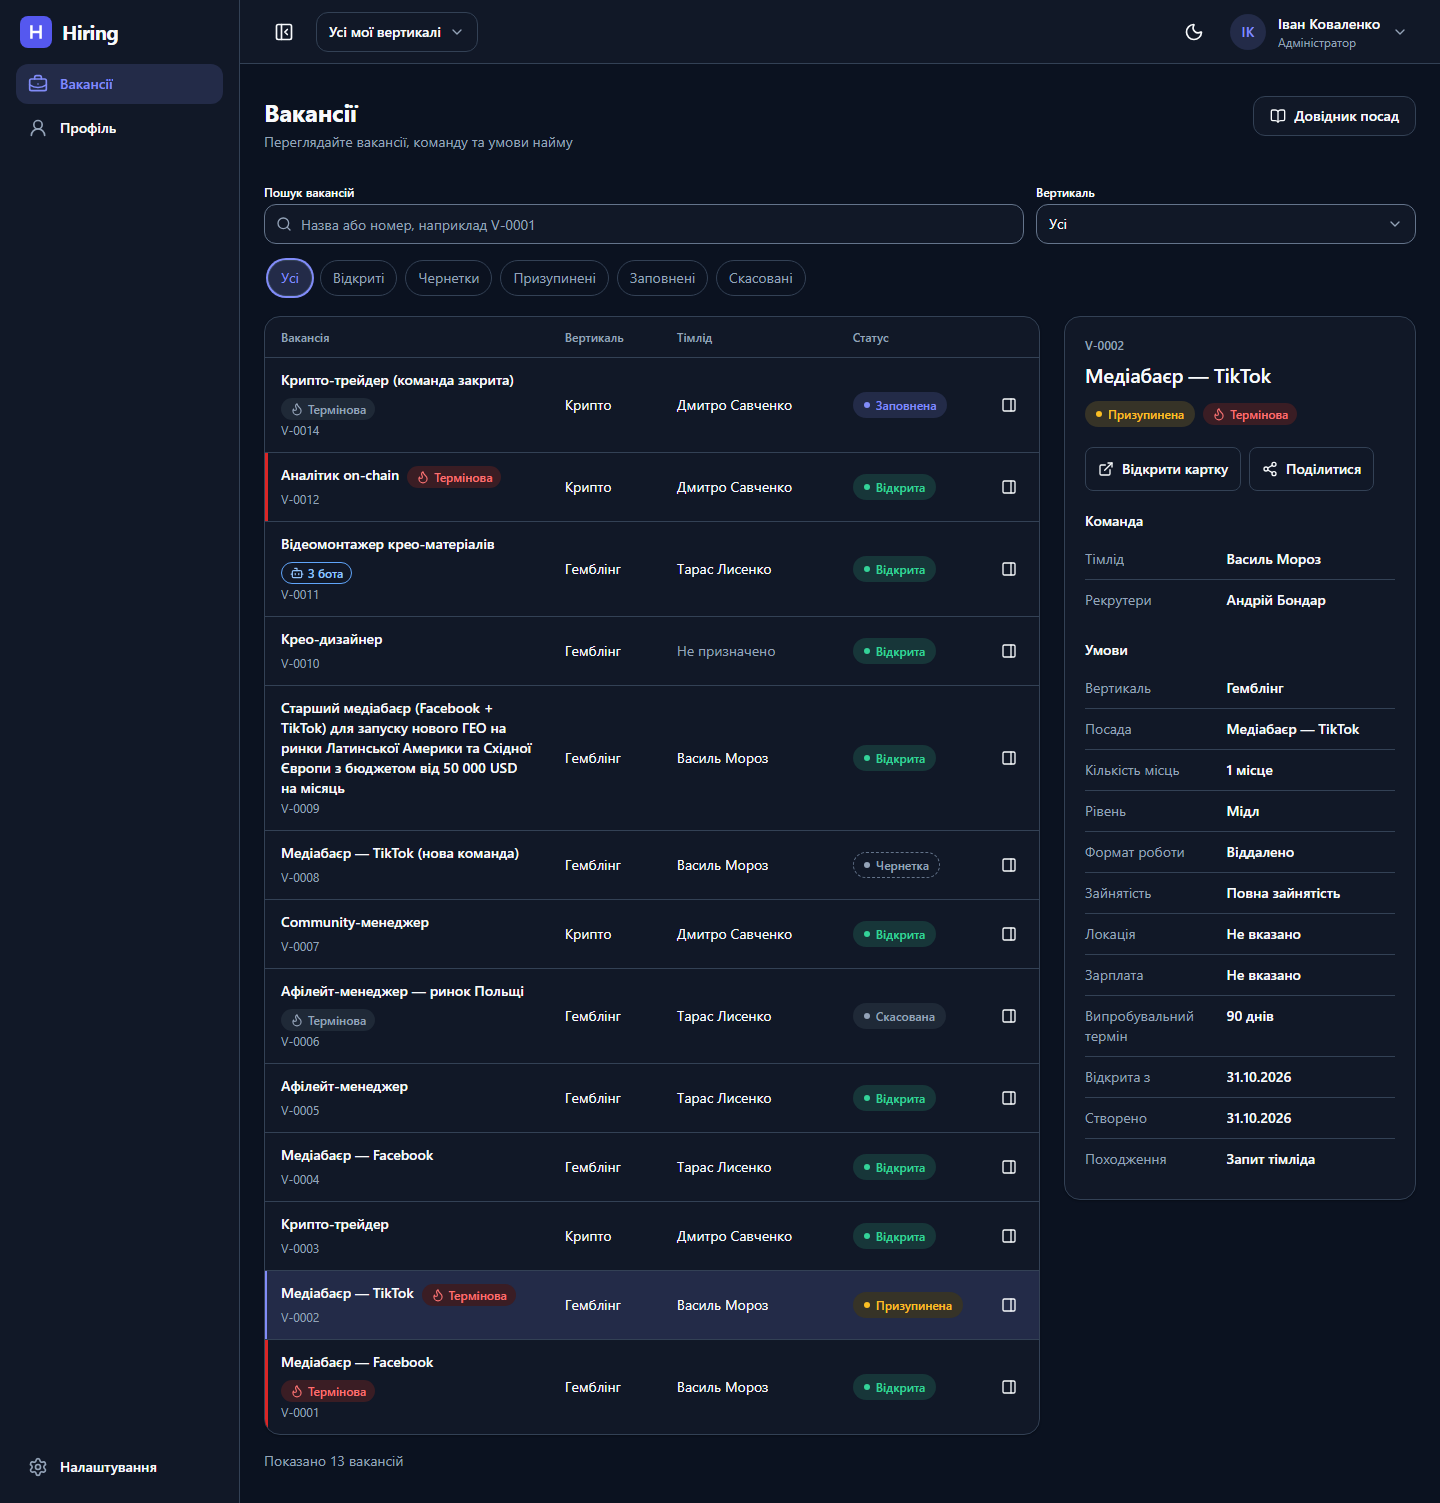 H Hiring
Вакансії
Профіль
Налаштування
Усі мої вертикалі
ІК
Іван Коваленко
Адміністратор
Вакансії
Переглядайте вакансії, команду та умови найму
Довідник посад
Пошук вакансій
Назва або номер, наприклад V-0001
Вертикаль
Усі
Усі Відкриті Чернетки Призупинені Заповнені Скасовані
Вакансія Вертикаль Тімлід Статус
Крипто-трейдер (команда закрита)
Термінова
V-0014
Крипто Дмитро Савченко Заповнена
Аналітик on-chain Термінова
V-0012
Крипто Дмитро Савченко Відкрита
Відеомонтажер крео-матеріалів
З бота
V-0011
Гемблінг Тарас Лисенко Відкрита
Крео-дизайнер
V-0010
Гемблінг Не призначено Відкрита
Старший медіабаєр (Facebook +
TikTok) для запуску нового ГЕО на
ринки Латинської Америки та Східної
Європи з бюджетом від 50 000 USD
на місяць
V-0009
Гемблінг Василь Мороз Відкрита
Медіабаєр — TikTok (нова команда)
V-0008
Гемблінг Василь Мороз Чернетка
Community-менеджер
V-0007
Крипто Дмитро Савченко Відкрита
Афілейт-менеджер — ринок Польщі
Термінова
V-0006
Гемблінг Тарас Лисенко Скасована
Афілейт-менеджер
V-0005
Гемблінг Тарас Лисенко Відкрита
Медіабаєр — Facebook
V-0004
Гемблінг Тарас Лисенко Відкрита
Крипто-трейдер
V-0003
Крипто Дмитро Савченко Відкрита
Медіабаєр — TikTok Термінова
V-0002
Гемблінг Василь Мороз Призупинена
Медіабаєр — Facebook
Термінова
V-0001
Гемблінг Василь Мороз Відкрита
Показано 13 вакансій
V-0002
Медіабаєр — TikTok
Призупинена Термінова
Відкрити картку Поділитися
Команда
Тімлід Василь Мороз
Рекрутери Андрій Бондар
Умови
Вертикаль Гемблінг
Посада Медіабаєр — TikTok
Кількість місць 1 місце
Рівень Мідл
Формат роботи Віддалено
Зайнятість Повна зайнятість
Локація Не вказано
Зарплата Не вказано
Випробувальний 90 днів
термін
Відкрита з 31.10.2026
Створено 31.10.2026
Походження Запит тімліда